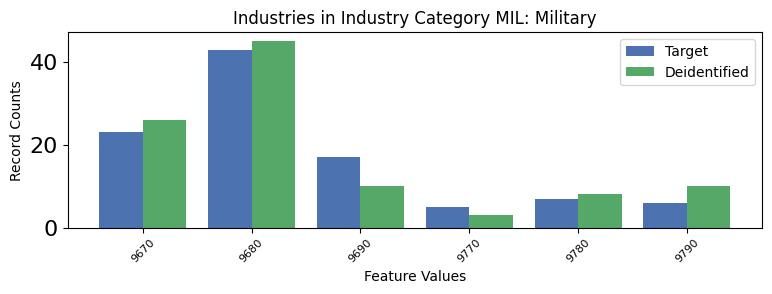 Industries in Industry Category MIL: Military
Target
Deidentified
Record Counts
40
20
0
9670 9680 9690 9770 9780 9790
Feature Values